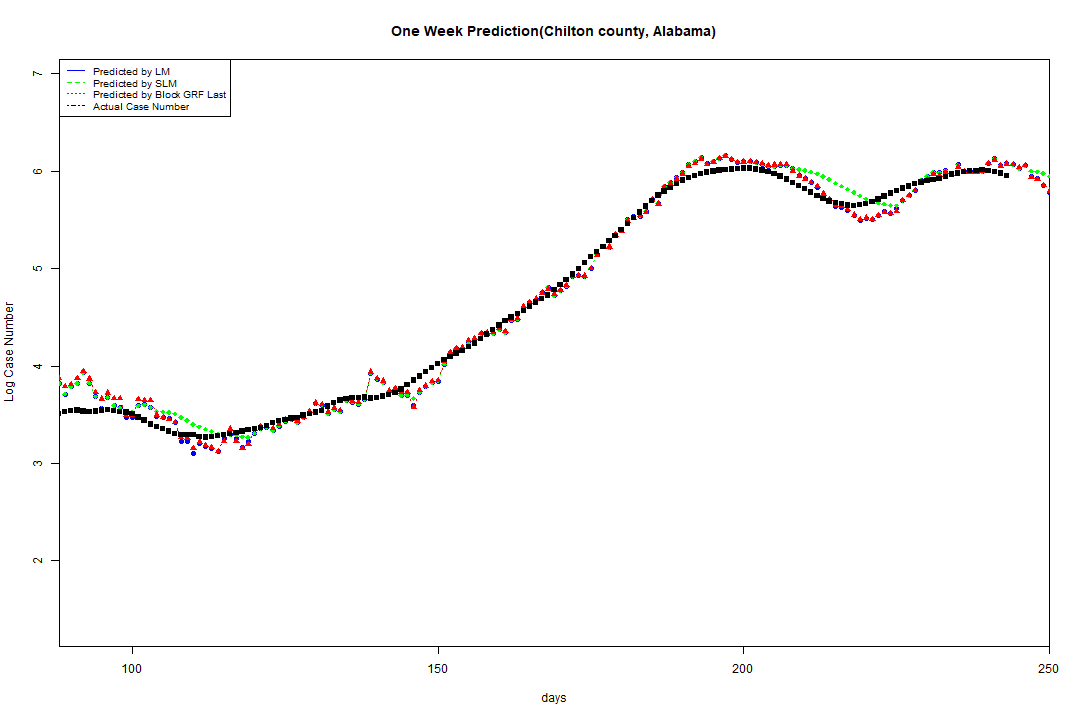 One Week Prediction(Chilton county, Alabama)
Predicted by LM
Predicted by SLM
Predicted by Block GRF Last
Actual Case Number
7
6
5
4
3
2
Log Case Number
100 150 200 250
days